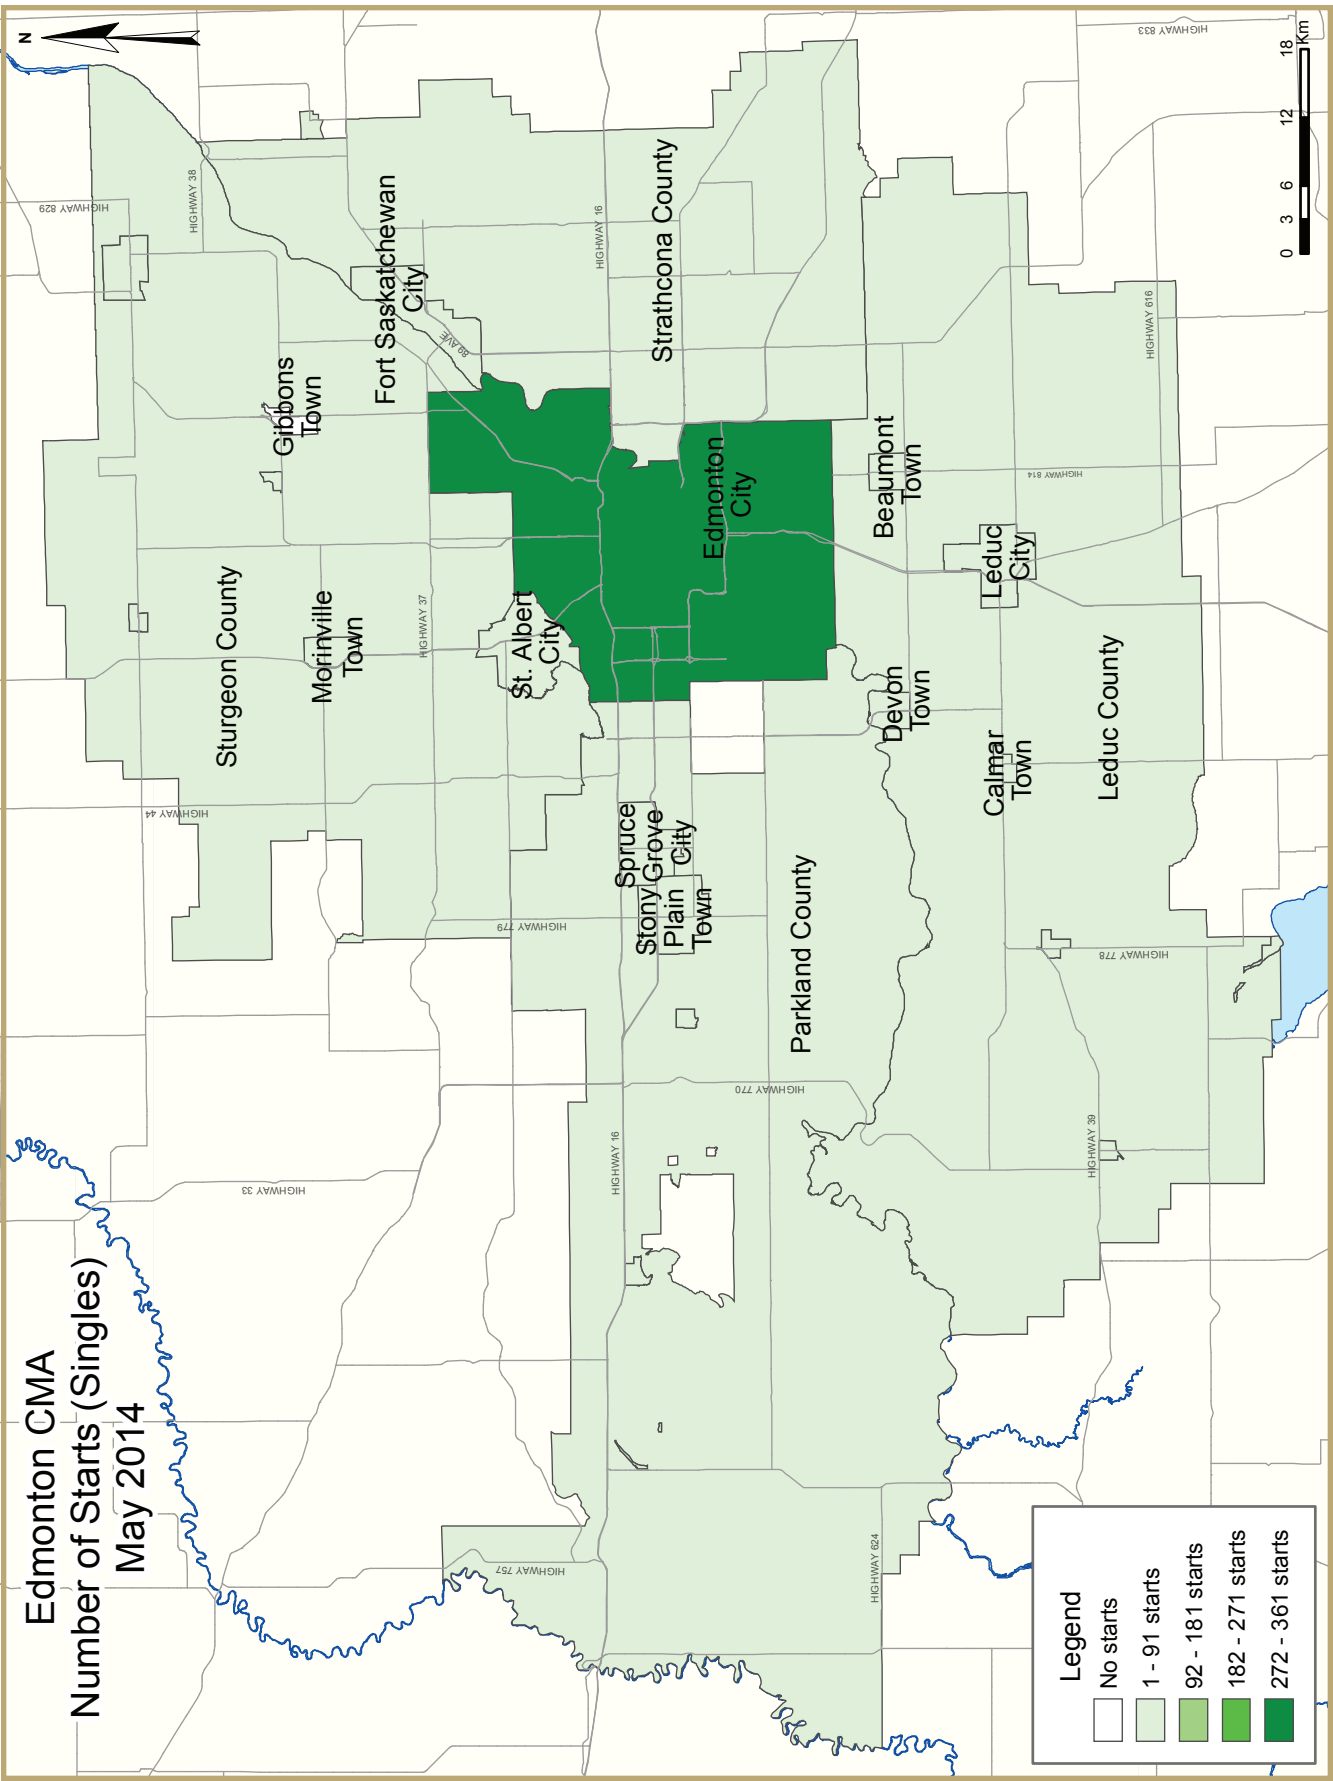 Edmonton CMA
Number of Starts (Singles)
May 2014
N
HIGHWAY 829
HIGHWAY 38
Fort Saskatchewan
City
89 AVE
Gibbons
Town
HIGHWAY 16
Strathcona County
HIGHWAY 833
HIGHWAY 616
Sturgeon County
Morinville
Town
HIGHWAY 37
St. Albert
City
Edmonton
City
Beaumont
Town
HIGHWAY 814
Leduc
City
HIGHWAY 44
HIGHWAY 779
Spruce
Grove
City
Stony
Plain
Town
Parkland County
Devon
Town
Calmar
Town
Leduc County
HIGHWAY 778
HIGHWAY 770
HIGHWAY 39
HIGHWAY 33
HIGHWAY 16
HIGHWAY 757
HIGHWAY 624
0 3 6 12 18
Km
Legend
No starts
1 - 91 starts
92 - 181 starts
182 - 271 starts
272 - 361 starts